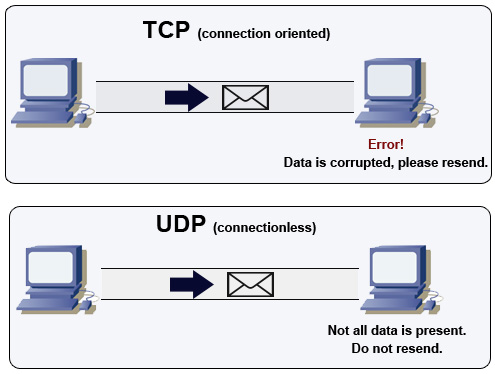 TCP (connection oriented)
Error!
Data is corrupted, please resend.
UDP (connectionless)
Not all data is present.
Do not resend.